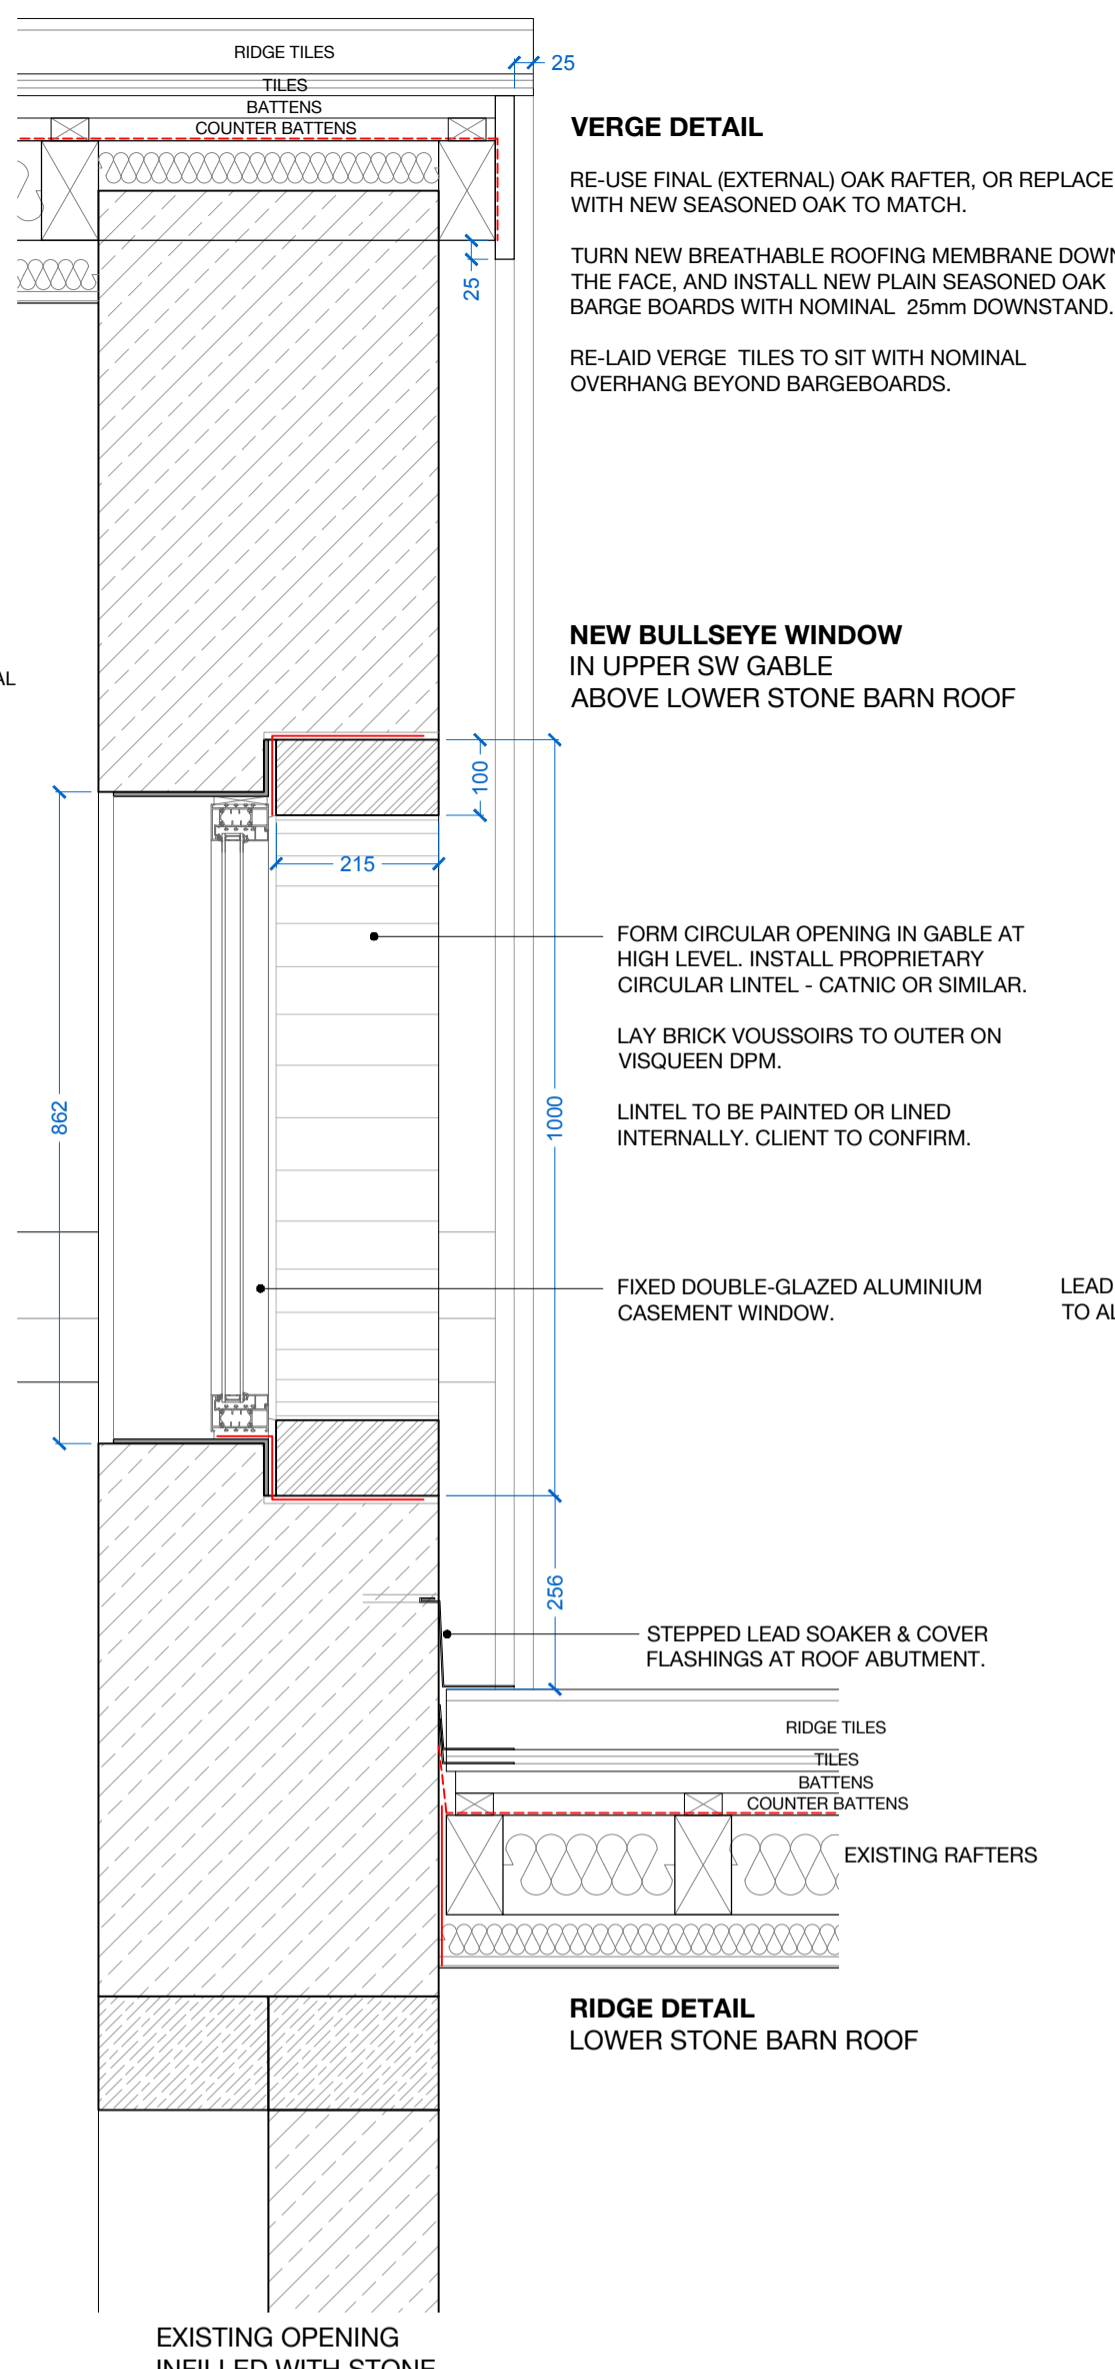 RIDGE TILES
TILES
BATTENS
COUNTER BATTENS
25
25
VERGE DETAIL
RE-USE FINAL (EXTERNAL) OAK RAFTER, OR REPLACE
WITH NEW SEASONED OAK TO MATCH.
TURN NEW BREATHABLE ROOFING MEMBRANE DOWN
THE FACE, AND INSTALL NEW PLAIN SEASONED OAK
BARGE BOARDS WITH NOMINAL 25mm DOWNSTAND.
RE-LAID VERGE TILES TO SIT WITH NOMINAL
OVERHANG BEYOND BARGEBOARDS.
NEW BULLSEYE WINDOW
IN UPPER SW GABLE
ABOVE LOWER STONE BARN ROOF
AL
100
215
862
1000
256
FORM CIRCULAR OPENING IN GABLE AT
HIGH LEVEL. INSTALL PROPRIETARY
CIRCULAR LINTEL - CATNIC OR SIMILAR.
LAY BRICK VOUSSOIRS TO OUTER ON
VISQUEEN DPM.
LINTEL TO BE PAINTED OR LINED
INTERNALLY. CLIENT TO CONFIRM.
FIXED DOUBLE-GLAZED ALUMINIUM
CASEMENT WINDOW.
LEAD
TO AL
STEPPED LEAD SOAKER & COVER
FLASHINGS AT ROOF ABUTMENT.
RIDGE TILES
TILES
BATTENS
COUNTER BATTENS
EXISTING RAFTERS
RIDGE DETAIL
LOWER STONE BARN ROOF
EXISTING OPENING
INFILLED WITH STONE